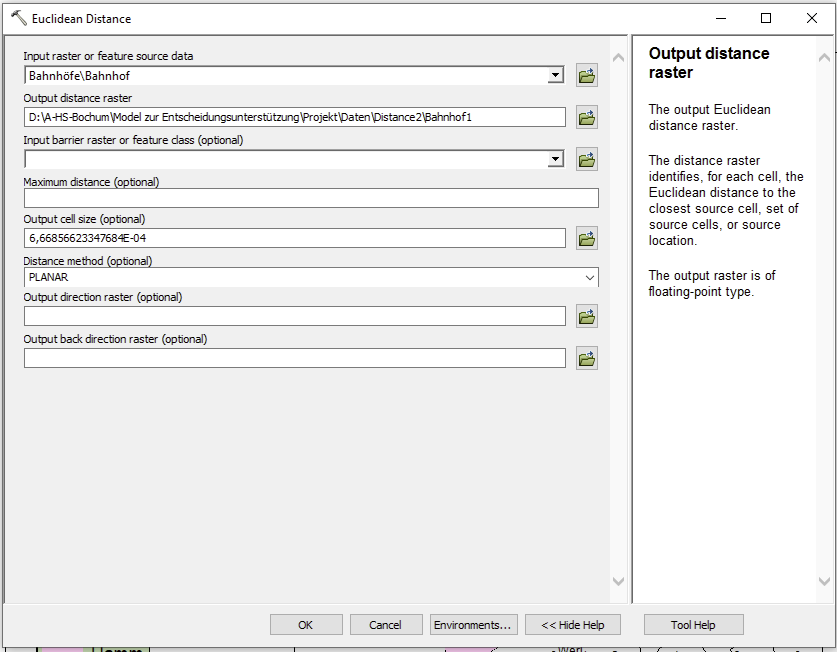 Euclidean Distance
Input raster or feature source data
Bahnhöfe\Bahnhof
Output distance raster
D:\A-HS-Bochum\Model zur Entscheidungsunterstützung\Projekt\Daten\Distance2\Bahnhof1
Input barrier raster or feature class (optional)
Maximum distance (optional)
Output cell size (optional)
6,66856623347684E-04
Distance method (optional)
PLANAR
Output direction raster (optional)
Output back direction raster (optional)
Output distance
raster
The output Euclidean
distance raster.
The distance raster
identifies, for each cell, the
Euclidean distance to the
closest source cell, set of
source cells, or source
location.
The output raster is of
floating-point type.
OK
Cancel
Environments...
<< Hide Help
Tool Help